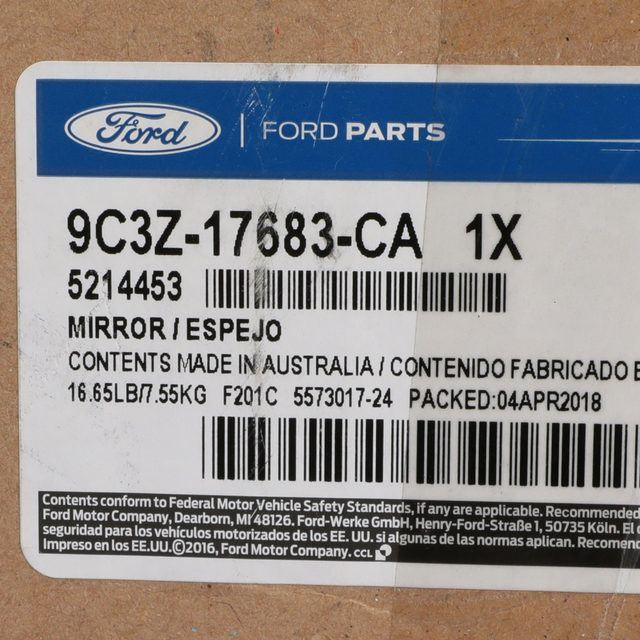 Ford | FORD PARTS
9C3Z-17683-CA 1X
5214453
MIRROR / ESPEJO
CONTENTS MADE IN AUSTRALIA / CONTENIDO FABRICADO E
16.65LB/7.55KG F201C 5573017-24 PACKED:04APR2018
Contents conform to Federal Motor Vehicle Safety Standards, if any are applicable. Recommended
Ford Motor Company, Dearborn, MI 48126. Ford-Werke GmbH, Henry-Ford-Straße 1, 50735 Köln. El c
seguridad para los vehículos motorizados de los EE. UU. si algunas de las normas aplican. Recomenc
Impreso en los EE.UU.©2016, Ford Motor Company. CCL